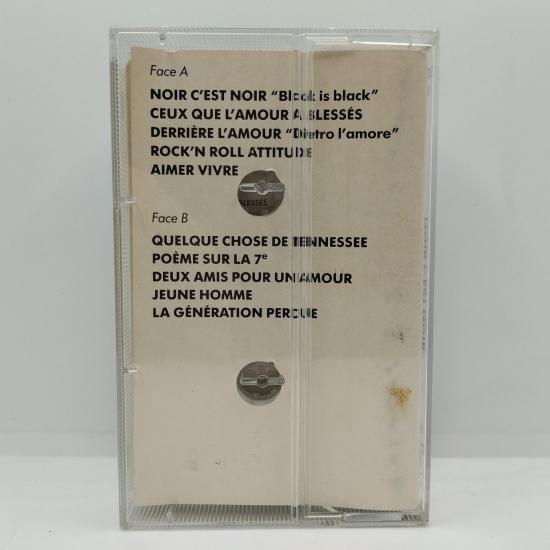 Face A
NOIR C'EST NOIR "Black is black"
CEUX QUE L'AMOUR A BLESSÉS
DERRIÈRE L'AMOUR "Dietro l'amore"
ROCK'N ROLL ATTITUDE
AIMER VIVRE
BLESSÉS
Face B
QUELQUE CHOSE DE TENNESSEE
POÈME SUR LA 7e
DEUX AMIS POUR UN AMOUR
JEUNE HOMME
LA GÉNÉRATION PERDUE